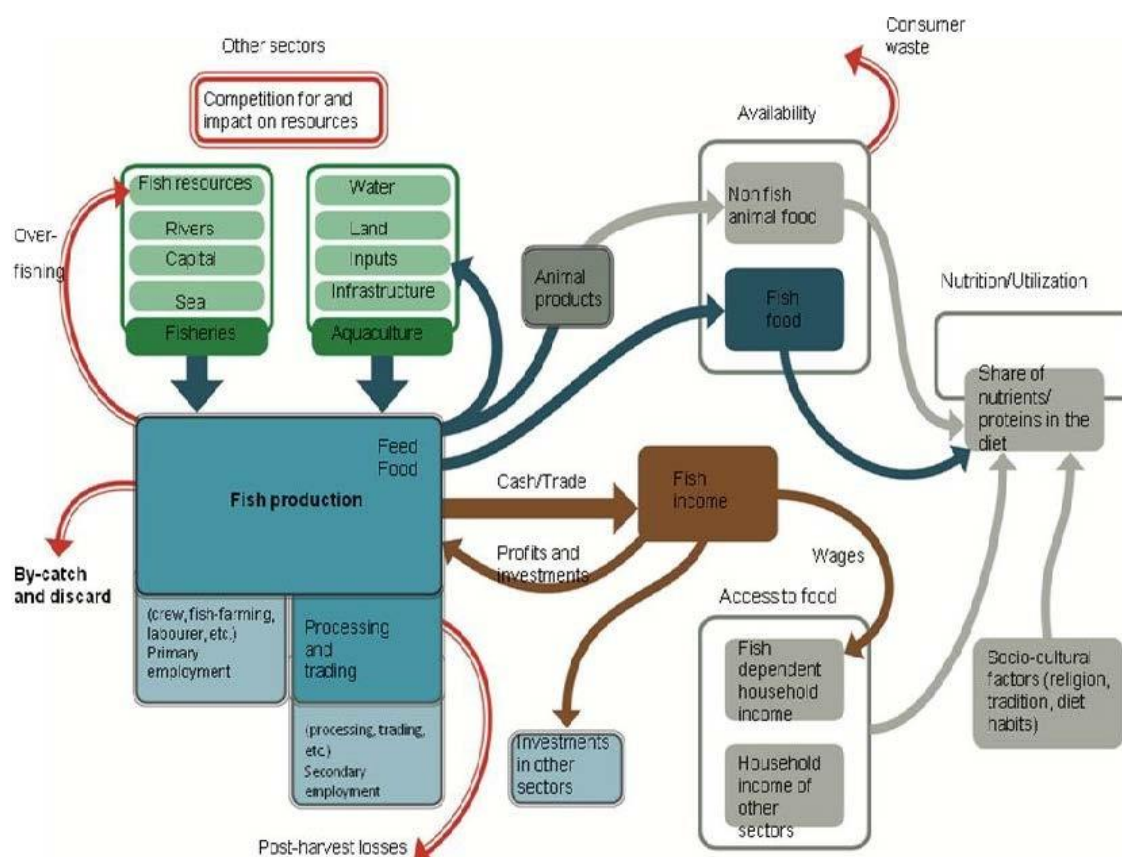 Other sectors
Competition for and
impact on resources
Consumer
waste
Availability
Fish resources
Rivers
Capital
Sea
Fisheries
Water
Land
Inputs
Infrastructure
Aquaculture
Over-
fishing
Animal
products
Non fish
animal food
Fish
food
Nutrition/Utilization
Share of
nutrients/
proteins in the
diet
Feed
Food
Fish production
Cash/Trade
Fish
income
Profits and
investments
Wages
By-catch
and discard
(crew, fish-farming,
labourer, etc.)
Primary
employment
Processing
and
trading
(processing, trading,
etc.)
Secondary
employment
Post-harvest losses
Investments
in other
sectors
Access to food
Fish
dependent
household
income
Household
income of
other
sectors
Socio-cultural
factors (religion,
tradition, diet
habits)